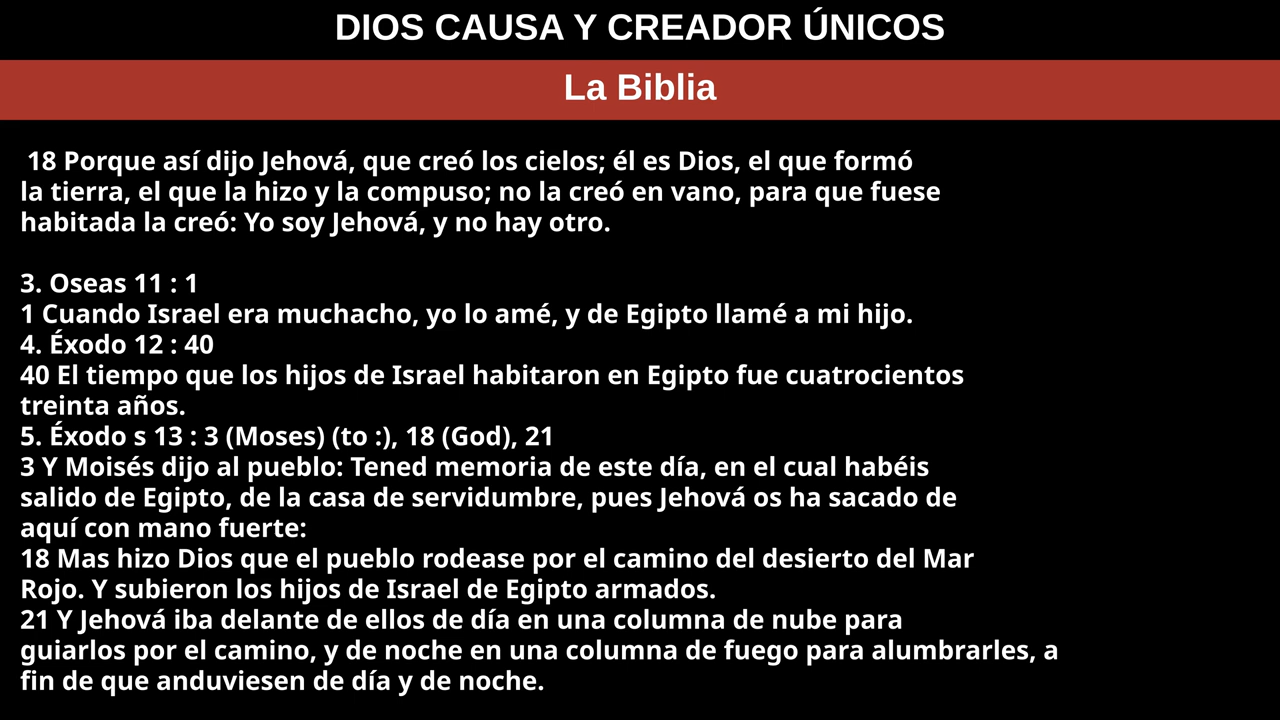 DIOS CAUSA Y CREADOR ÚNICOS
La Biblia
18 Porque así dijo Jehová, que creó los cielos; él es Dios, el que formó
la tierra, el que la hizo y la compuso; no la creó en vano, para que fuese
habitada la creó: Yo soy Jehová, y no hay otro.
3. Oseas 11 : 1
1 Cuando Israel era muchacho, yo lo amé, y de Egipto llamé a mi hijo.
4. Éxodo 12 : 40
40 El tiempo que los hijos de Israel habitaron en Egipto fue cuatrocientos
treinta años.
5. Éxodo s 13 : 3 (Moses) (to :), 18 (God), 21
3 Y Moisés dijo al pueblo: Tened memoria de este día, en el cual habéis
salido de Egipto, de la casa de servidumbre, pues Jehová os ha sacado de
aquí con mano fuerte:
18 Mas hizo Dios que el pueblo rodease por el camino del desierto del Mar
Rojo. Y subieron los hijos de Israel de Egipto armados.
21 Y Jehová iba delante de ellos de día en una columna de nube para
guiarlos por el camino, y de noche en una columna de fuego para alumbrarles, a
fin de que anduviesen de día y de noche.